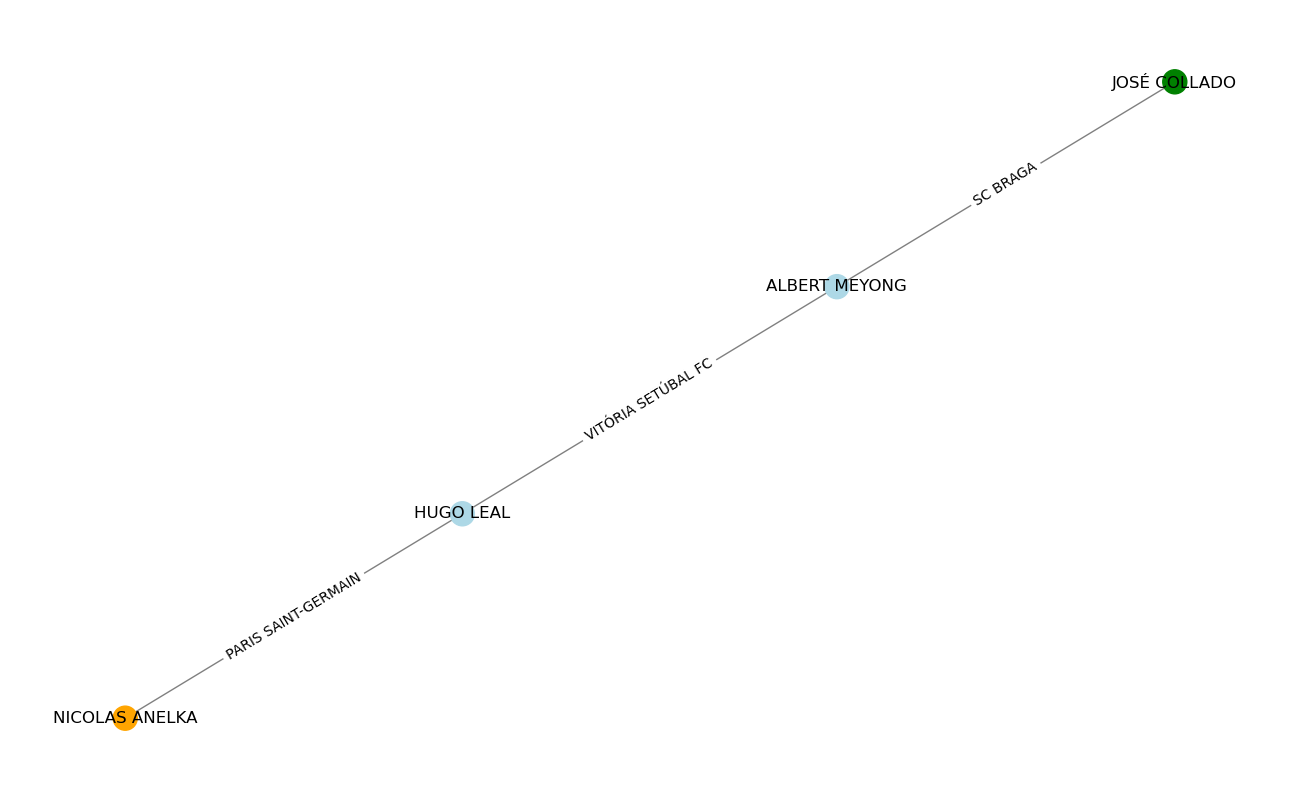 JOSÉ COLLADO
SC BRAGA
ALBERT MEYONG
VITÓRIA SETÚBAL FC
HUGO LEAL
PARIS SAINT-GERMAIN
NICOLAS ANELKA